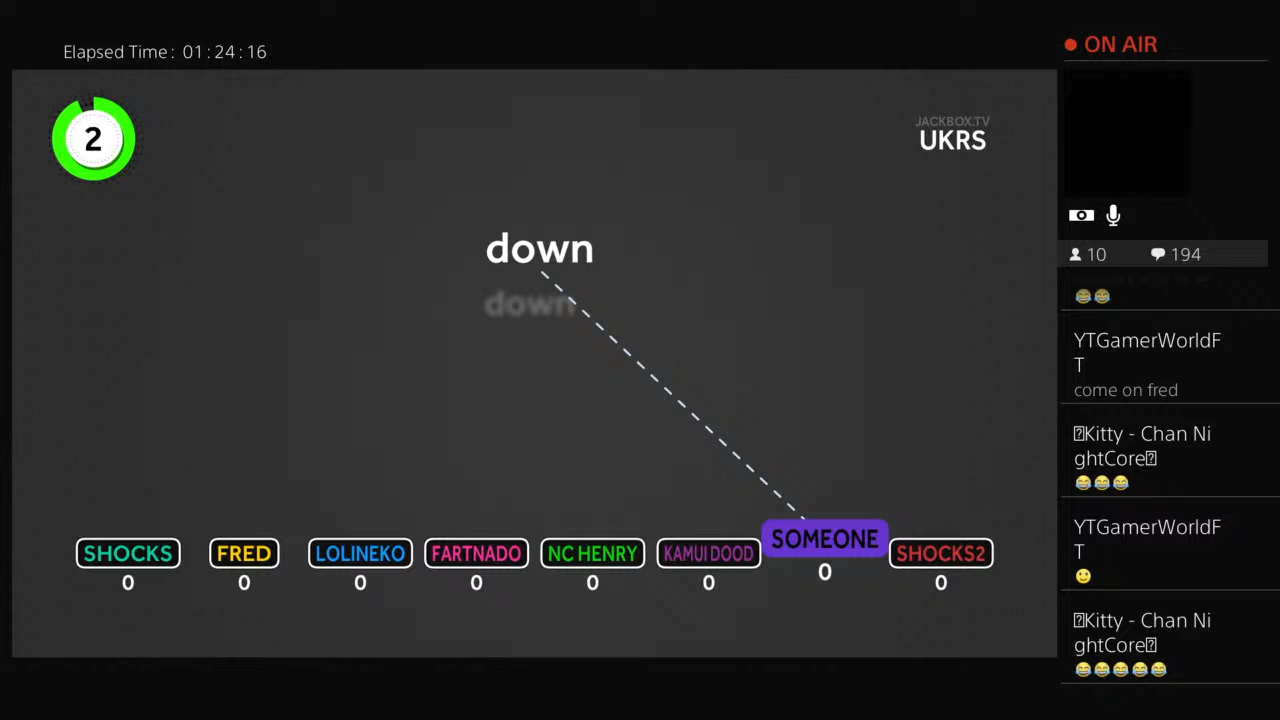 Elapsed Time: 01:24:16
ON AIR
2
JACKBOX.TV
UKRS
down
down
SHOCKS
FRED
LOLINEKO
FARTNADO
NC HENRY
KAMUI DOOD
SOMEONE
SHOCKS2
0
0
0
0
0
0
0
0
10
194
😂😂
YTGamerWorldF
T
come on fred
Kitty - Chan Ni
ghtCore
😂😂😂
YTGamerWorldF
T
🙂
Kitty - Chan Ni
ghtCore
😂😂😂😂😂